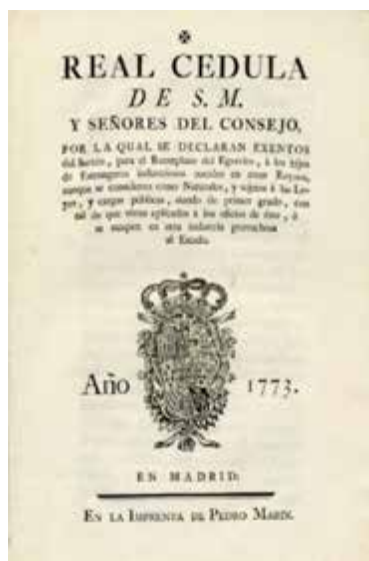 REAL CEDULA
DE S. M.
Y SEÑORES DEL CONSEJO,
POR LA QUAL SE DECLARAN EXENTOS
del Sortéo, para el Reemplazo del Egercito, á los hijos
de Estrangeros industriosos nacidos en estos Reynos,
aunque se consideren como Naturales, y sujetos á las Le-
yes, y cargas públicas, siendo de primer grado, con
tal de que vivan aplicados á los oficios de éste, ó
se ocupen en otra industria provechosa
al Estado.
Año 1773.
EN MADRID:
EN LA IMPRENTA DE PEDRO MARIN.